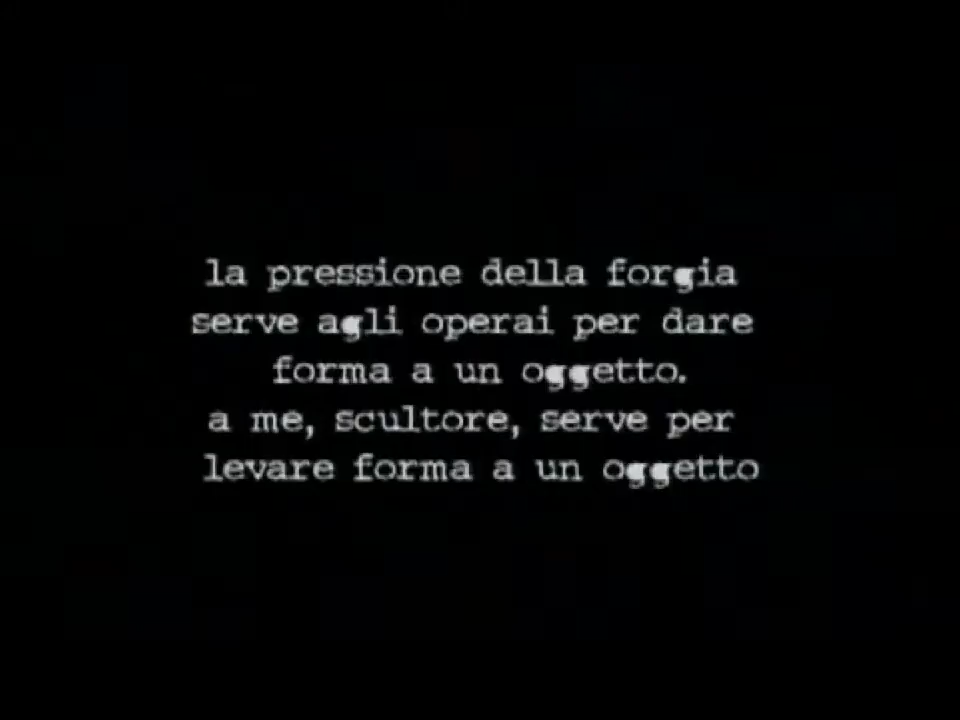 la pressione della forgia
serve agli operai per dare
forma a un oggetto.
a me, scultore, serve per
levare forma a un oggetto